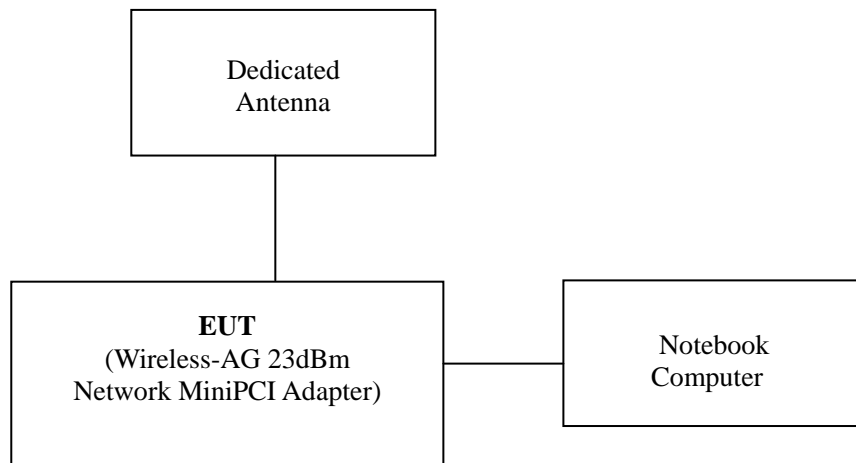 Dedicated
Antenna
EUT
(Wireless-AG 23dBm
Network MiniPCI Adapter)
Notebook
Computer